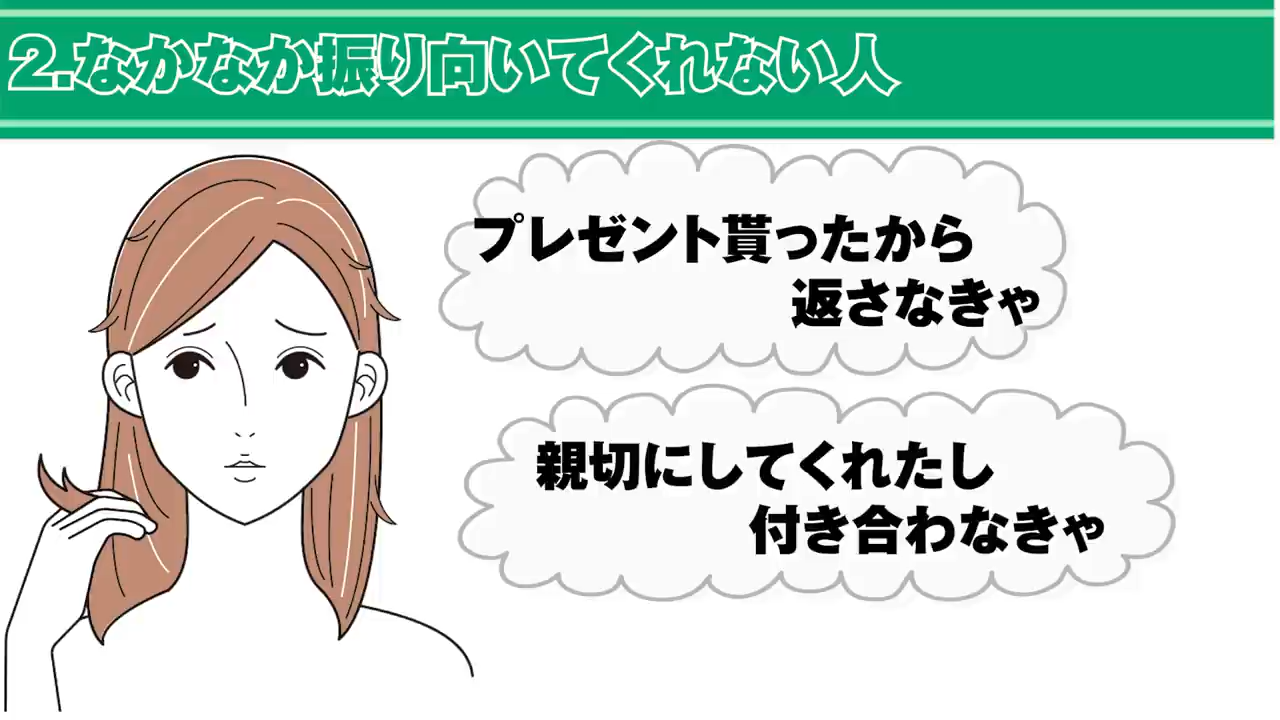 2.なかなか振り向いてくれない人
プレゼント貰ったから
返さなきゃ
親切にしてくれたし
付き合わなきゃ